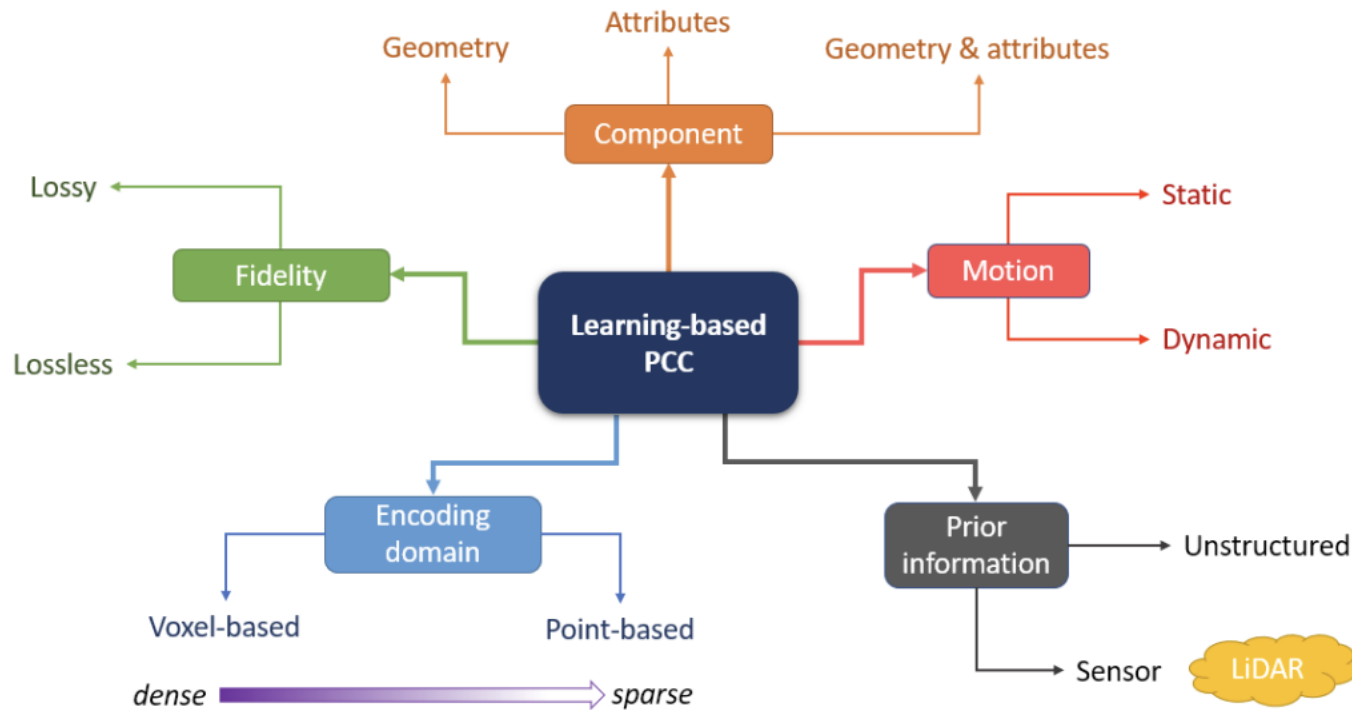 Attributes
Geometry
Geometry & attributes
Component
Lossy
Static
Fidelity
Motion
Learning-based
PCC
Lossless
Dynamic
Encoding
domain
Prior
information
Unstructured
Voxel-based
Point-based
Sensor
LiDAR
dense
sparse